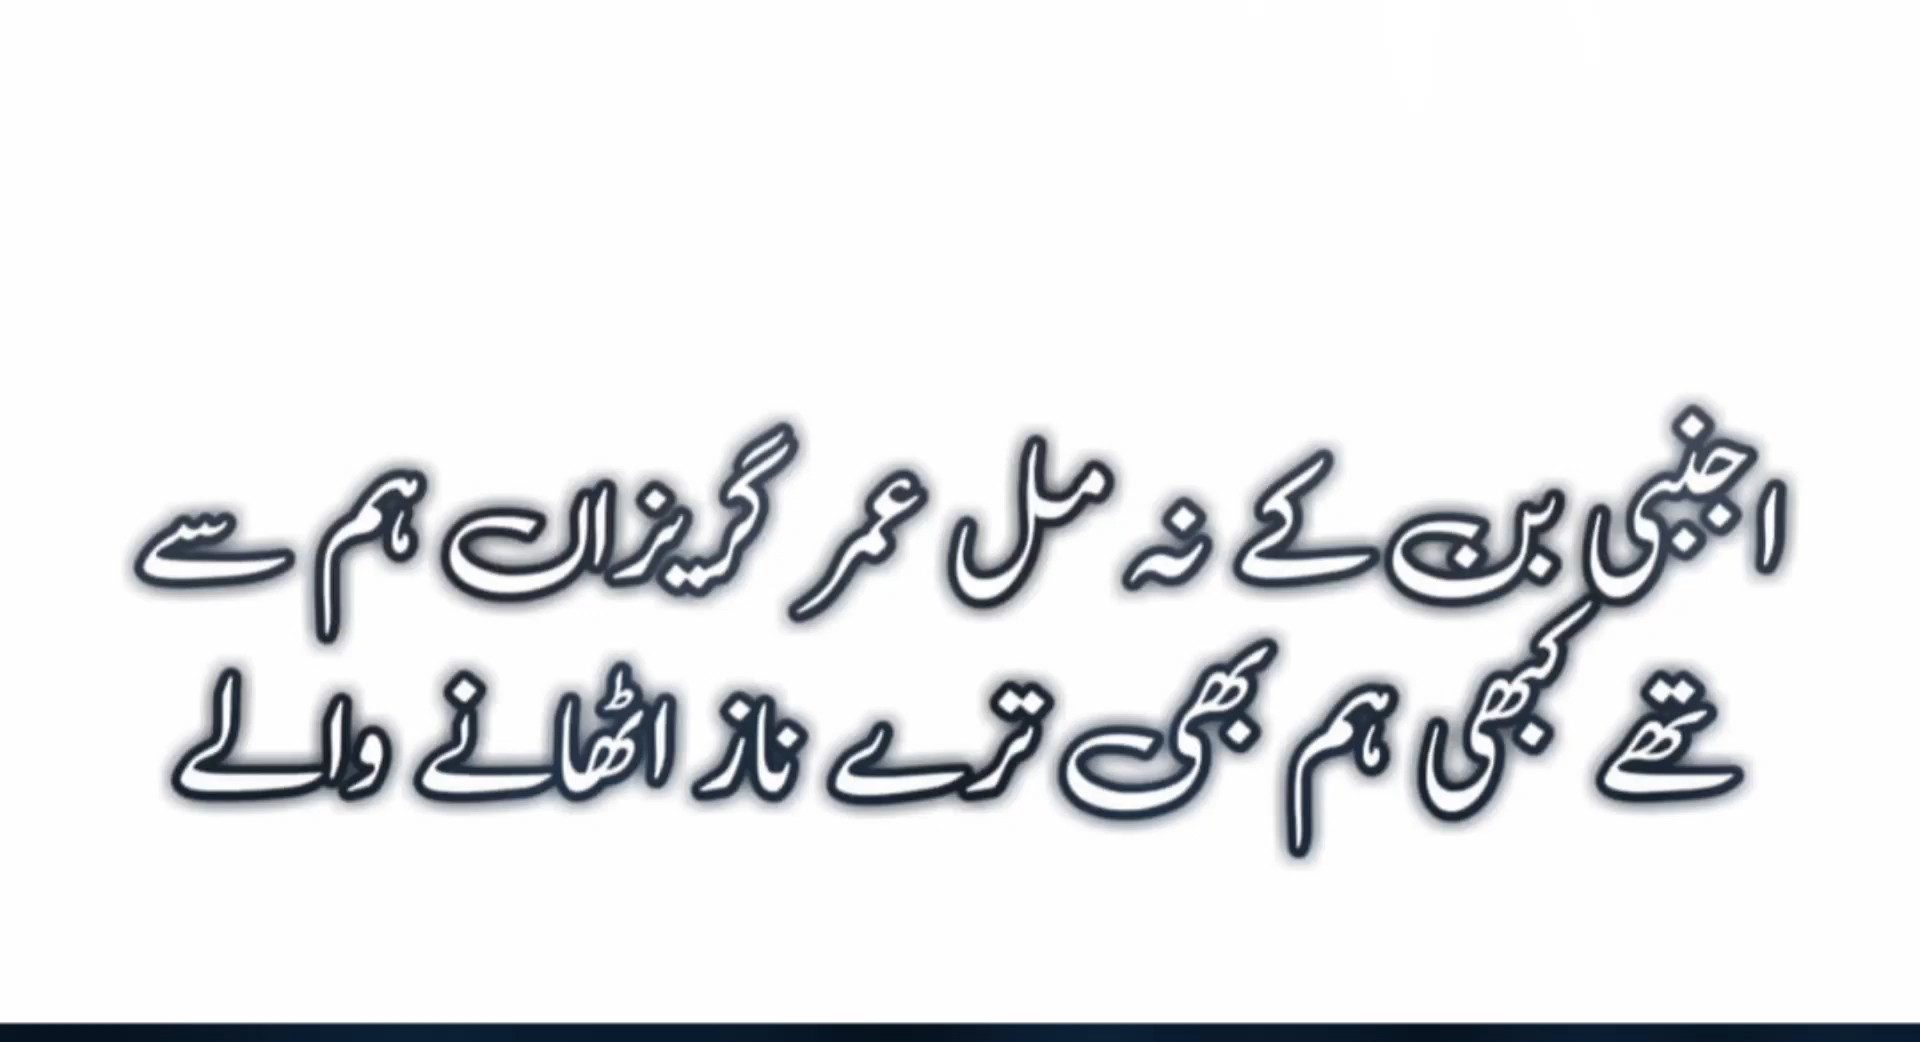 اجنبی بن کے نہ مل عمر گریزاں ہم سے
تھے کبھی ہم بھی ترے ناز اٹھانے والے